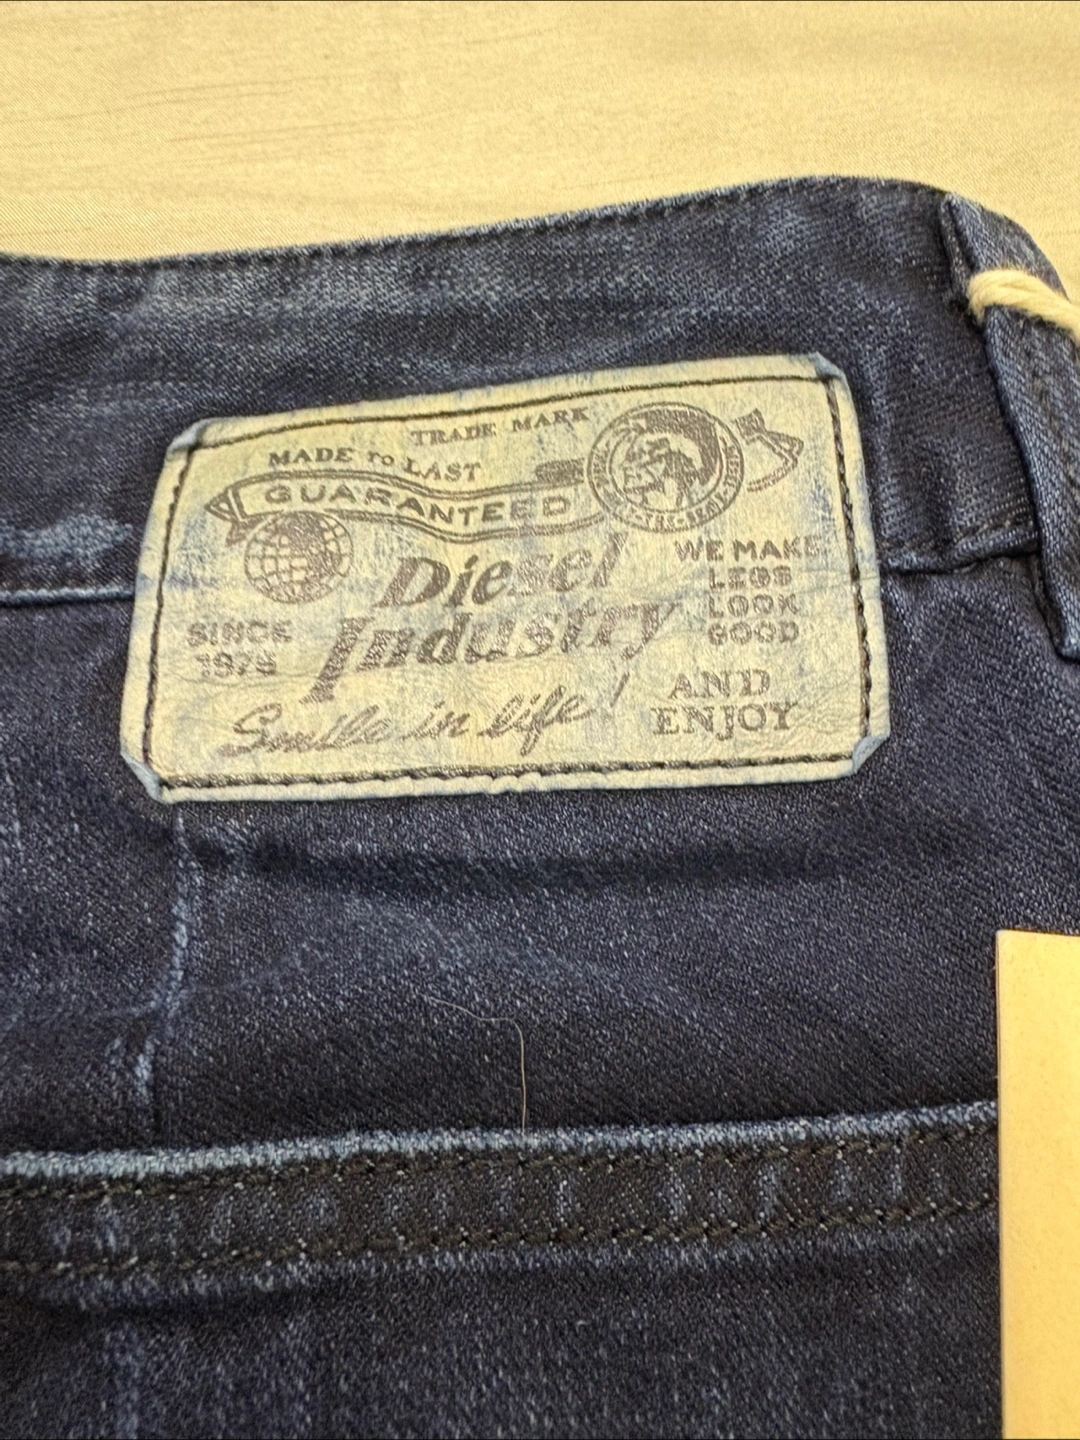 TRADE MARK
MADE TO LAST
GUARANTEED
Diesel
Industry
SINCE
1978
Smile in life!
WE MAKE
LEGS
LOOK
GOOD
AND
ENJOY